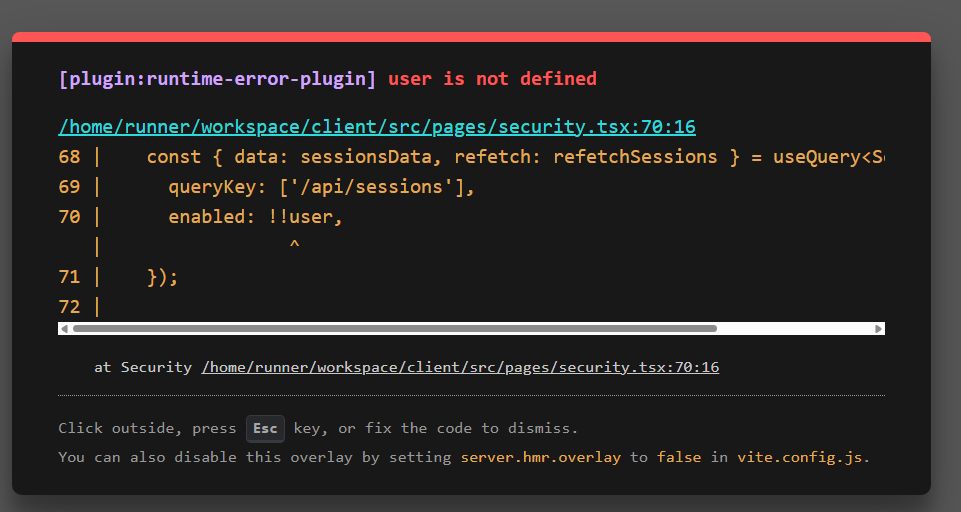 [plugin:runtime-error-plugin] user is not defined
/home/runner/workspace/client/src/pages/security.tsx:70:16
68 |    const { data: sessionsData, refetch: refetchSessions } = useQuery<S
69 |      queryKey: ['/api/sessions'],
70 |      enabled: !!user,
   |                 ^
71 |    });
72 |
at Security /home/runner/workspace/client/src/pages/security.tsx:70:16
Click outside, press Esc key, or fix the code to dismiss.
You can also disable this overlay by setting server.hmr.overlay to false in vite.config.js.